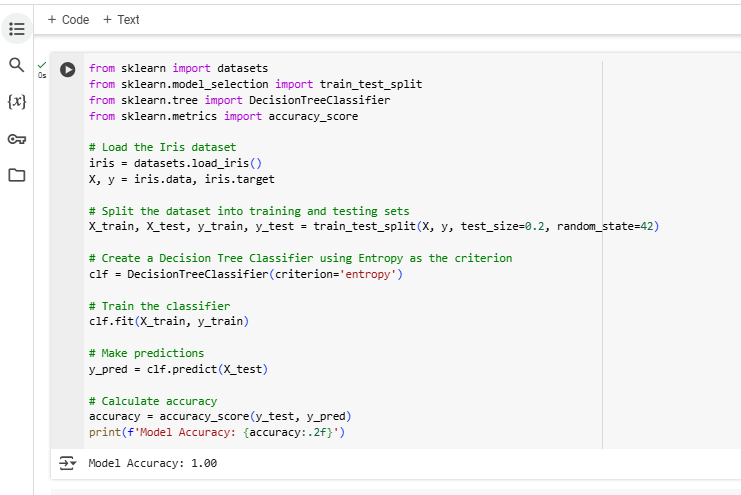 + Code + Text
0s
{x}
from sklearn import datasets
from sklearn.model_selection import train_test_split
from sklearn.tree import DecisionTreeClassifier
from sklearn.metrics import accuracy_score
# Load the Iris dataset
iris = datasets.load_iris()
X, y = iris.data, iris.target
# Split the dataset into training and testing sets
X_train, X_test, y_train, y_test = train_test_split(X, y, test_size=0.2, random_state=42)
# Create a Decision Tree Classifier using Entropy as the criterion
clf = DecisionTreeClassifier(criterion='entropy')
# Train the classifier
clf.fit(X_train, y_train)
# Make predictions
y_pred = clf.predict(X_test)
# Calculate accuracy
accuracy = accuracy_score(y_test, y_pred)
print(f'Model Accuracy: {accuracy:.2f}')
Model Accuracy: 1.00